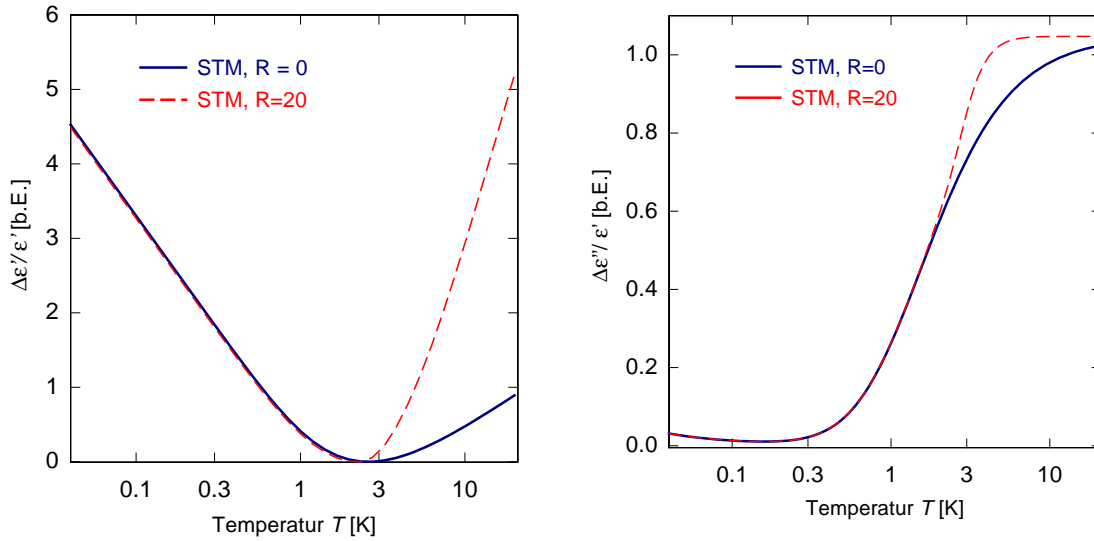 6
5
4
3
2
1
0
Δε'/ ε' [b.E.]
STM, R = 0
STM, R=20
0.1 0.3 1 3 10
Temperatur T [K]
1.0
0.8
0.6
0.4
0.2
0.0
Δε''/ ε' [b.E.]
STM, R=0
STM, R=20
0.1 0.3 1 3 10
Temperatur T [K]